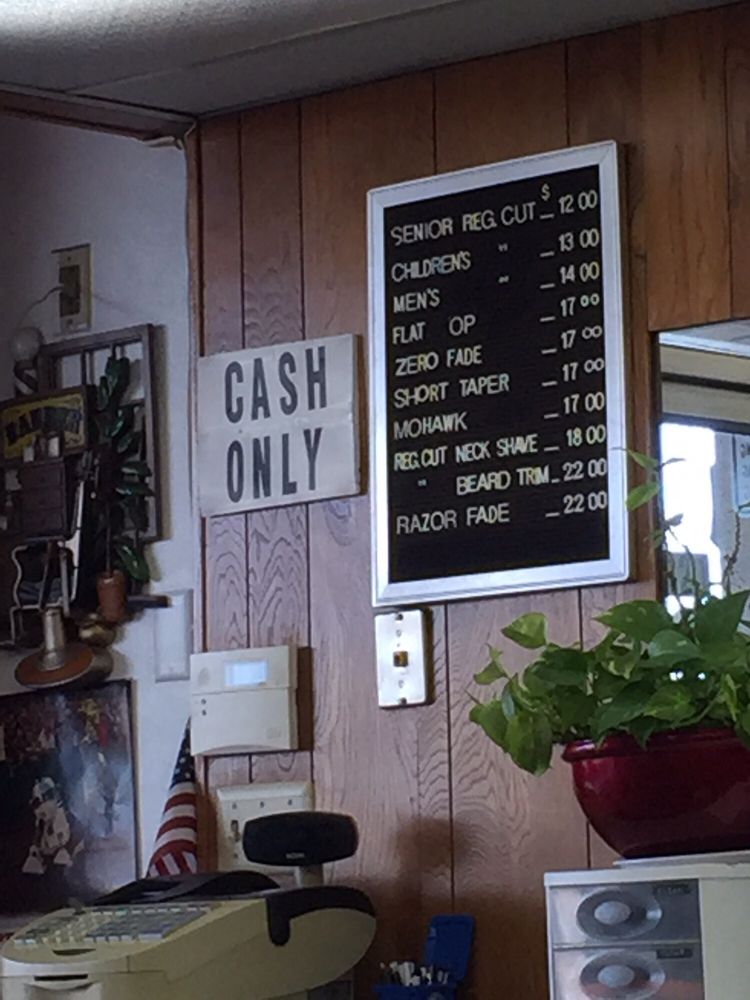 SENIOR REG. CUT $ — 12 00
CHILDREN'S " — 13 00
MEN'S " — 14 00
FLAT OP — 17 00
ZERO FADE — 17 00
SHORT TAPER — 17 00
MOHAWK — 17 00
REG. CUT NECK SHAVE — 18 00
" BEARD TRIM — 22 00
RAZOR FADE — 22 00
CASH
ONLY